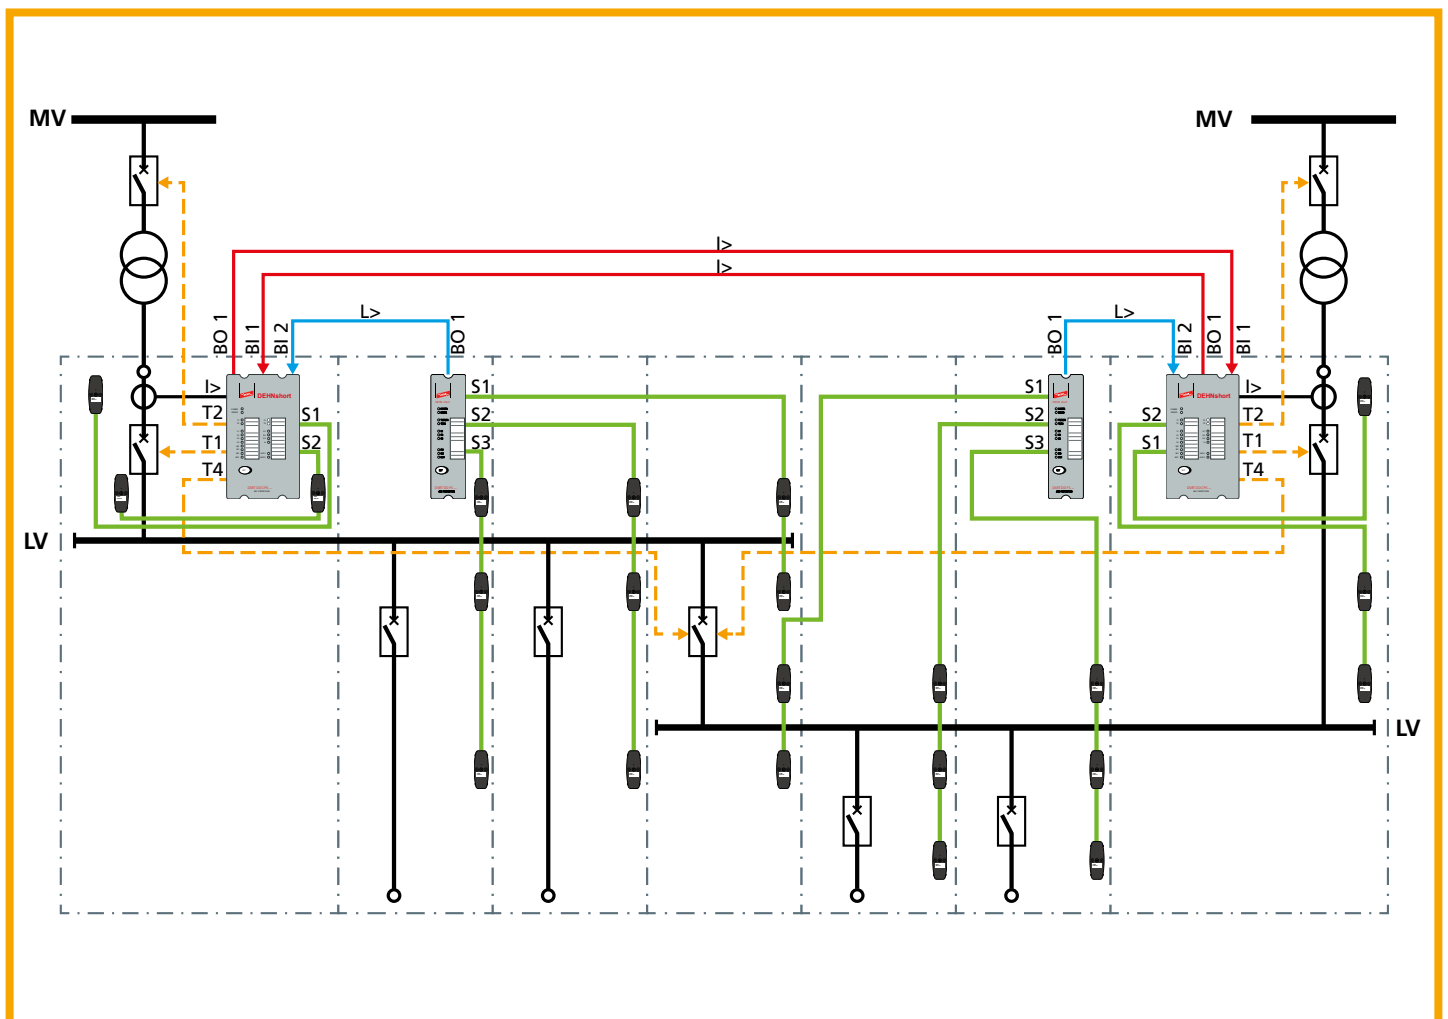 MV
MV
I>
I>
L>
L>
BO 1
BI 1
BI 2
BO 1
BO 1
BI 2
BO 1
BI 1
I>
T2
T1
T4
DEHNshort
S1
S2
S1
S2
S3
S1
S2
S3
S2
S1
DEHNshort
I>
T2
T1
T4
LV
LV